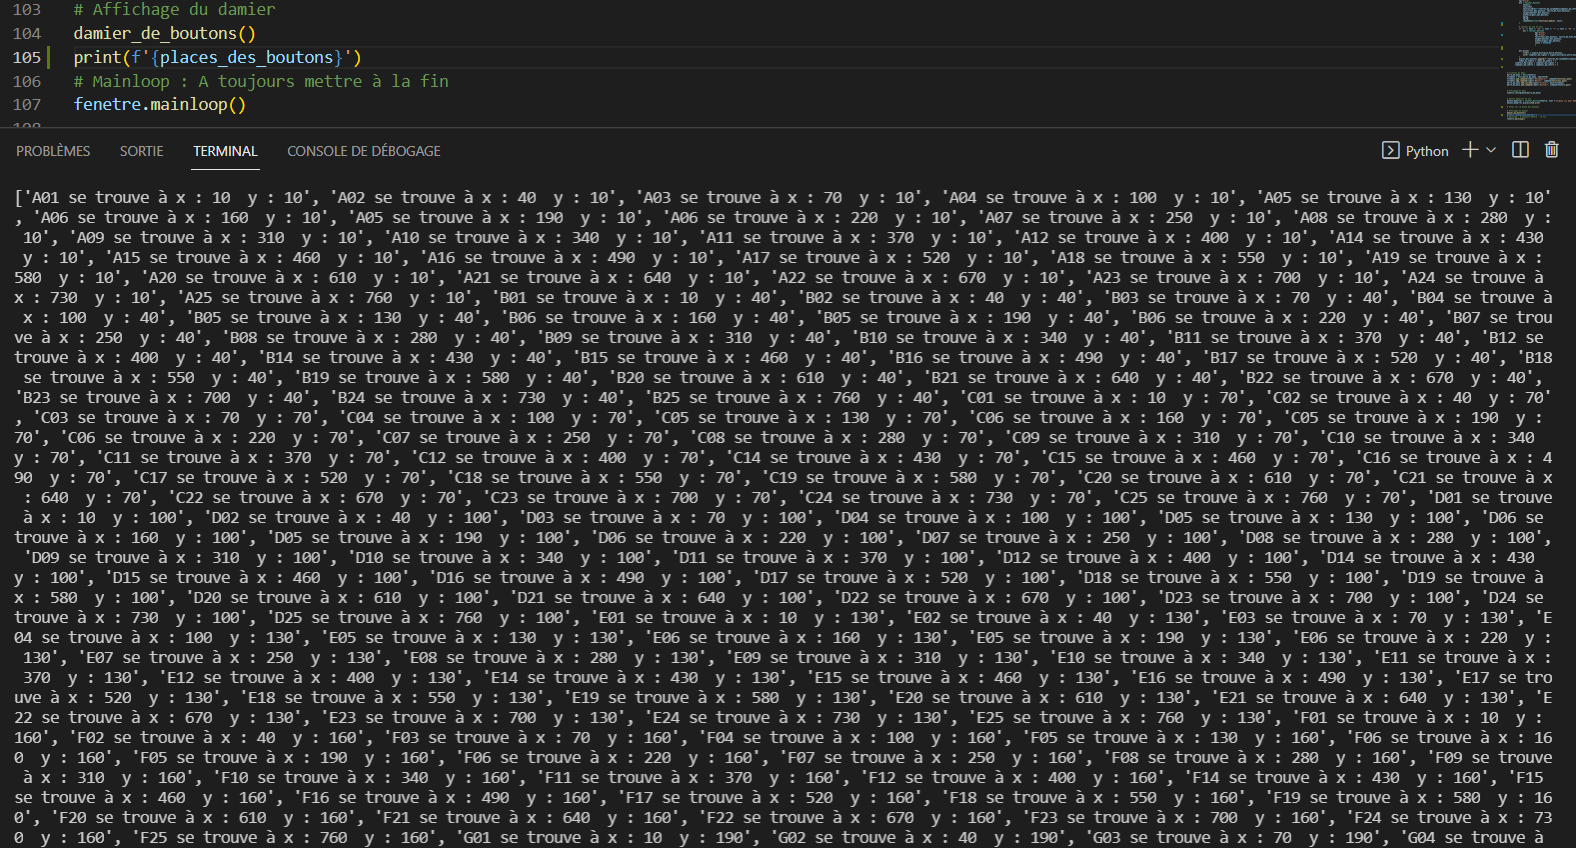 103 # Affichage du damier
104 damier_de_boutons()
105 print(f'{places_des_boutons}')
106 # Mainloop : A toujours mettre à la fin
107 fenetre.mainloop()
PROBLÈMES SORTIE TERMINAL CONSOLE DE DÉBOGAGE Python
['A01 se trouve à x : 10  y : 10', 'A02 se trouve à x : 40  y : 10', 'A03 se trouve à x : 70  y : 10', 'A04 se trouve à x : 100  y : 10', 'A05 se trouve à x : 130  y : 10'
, 'A06 se trouve à x : 160  y : 10', 'A05 se trouve à x : 190  y : 10', 'A06 se trouve à x : 220  y : 10', 'A07 se trouve à x : 250  y : 10', 'A08 se trouve à x : 280  y :
 10', 'A09 se trouve à x : 310  y : 10', 'A10 se trouve à x : 340  y : 10', 'A11 se trouve à x : 370  y : 10', 'A12 se trouve à x : 400  y : 10', 'A14 se trouve à x : 430
 y : 10', 'A15 se trouve à x : 460  y : 10', 'A16 se trouve à x : 490  y : 10', 'A17 se trouve à x : 520  y : 10', 'A18 se trouve à x : 550  y : 10', 'A19 se trouve à x :
580  y : 10', 'A20 se trouve à x : 610  y : 10', 'A21 se trouve à x : 640  y : 10', 'A22 se trouve à x : 670  y : 10', 'A23 se trouve à x : 700  y : 10', 'A24 se trouve à
x : 730  y : 10', 'A25 se trouve à x : 760  y : 10', 'B01 se trouve à x : 10  y : 40', 'B02 se trouve à x : 40  y : 40', 'B03 se trouve à x : 70  y : 40', 'B04 se trouve à
 x : 100  y : 40', 'B05 se trouve à x : 130  y : 40', 'B06 se trouve à x : 160  y : 40', 'B05 se trouve à x : 190  y : 40', 'B06 se trouve à x : 220  y : 40', 'B07 se trou
ve à x : 250  y : 40', 'B08 se trouve à x : 280  y : 40', 'B09 se trouve à x : 310  y : 40', 'B10 se trouve à x : 340  y : 40', 'B11 se trouve à x : 370  y : 40', 'B12 se
trouve à x : 400  y : 40', 'B14 se trouve à x : 430  y : 40', 'B15 se trouve à x : 460  y : 40', 'B16 se trouve à x : 490  y : 40', 'B17 se trouve à x : 520  y : 40', 'B18
 se trouve à x : 550  y : 40', 'B19 se trouve à x : 580  y : 40', 'B20 se trouve à x : 610  y : 40', 'B21 se trouve à x : 640  y : 40', 'B22 se trouve à x : 670  y : 40',
'B23 se trouve à x : 700  y : 40', 'B24 se trouve à x : 730  y : 40', 'B25 se trouve à x : 760  y : 40', 'C01 se trouve à x : 10  y : 70', 'C02 se trouve à x : 40  y : 70'
, 'C03 se trouve à x : 70  y : 70', 'C04 se trouve à x : 100  y : 70', 'C05 se trouve à x : 130  y : 70', 'C06 se trouve à x : 160  y : 70', 'C05 se trouve à x : 190  y :
70', 'C06 se trouve à x : 220  y : 70', 'C07 se trouve à x : 250  y : 70', 'C08 se trouve à x : 280  y : 70', 'C09 se trouve à x : 310  y : 70', 'C10 se trouve à x : 340
y : 70', 'C11 se trouve à x : 370  y : 70', 'C12 se trouve à x : 400  y : 70', 'C14 se trouve à x : 430  y : 70', 'C15 se trouve à x : 460  y : 70', 'C16 se trouve à x : 4
90  y : 70', 'C17 se trouve à x : 520  y : 70', 'C18 se trouve à x : 550  y : 70', 'C19 se trouve à x : 580  y : 70', 'C20 se trouve à x : 610  y : 70', 'C21 se trouve à x
 : 640  y : 70', 'C22 se trouve à x : 670  y : 70', 'C23 se trouve à x : 700  y : 70', 'C24 se trouve à x : 730  y : 70', 'C25 se trouve à x : 760  y : 70', 'D01 se trouve
 à x : 10  y : 100', 'D02 se trouve à x : 40  y : 100', 'D03 se trouve à x : 70  y : 100', 'D04 se trouve à x : 100  y : 100', 'D05 se trouve à x : 130  y : 100', 'D06 se
trouve à x : 160  y : 100', 'D05 se trouve à x : 190  y : 100', 'D06 se trouve à x : 220  y : 100', 'D07 se trouve à x : 250  y : 100', 'D08 se trouve à x : 280  y : 100',
 'D09 se trouve à x : 310  y : 100', 'D10 se trouve à x : 340  y : 100', 'D11 se trouve à x : 370  y : 100', 'D12 se trouve à x : 400  y : 100', 'D14 se trouve à x : 430
y : 100', 'D15 se trouve à x : 460  y : 100', 'D16 se trouve à x : 490  y : 100', 'D17 se trouve à x : 520  y : 100', 'D18 se trouve à x : 550  y : 100', 'D19 se trouve à
x : 580  y : 100', 'D20 se trouve à x : 610  y : 100', 'D21 se trouve à x : 640  y : 100', 'D22 se trouve à x : 670  y : 100', 'D23 se trouve à x : 700  y : 100', 'D24 se
trouve à x : 730  y : 100', 'D25 se trouve à x : 760  y : 100', 'E01 se trouve à x : 10  y : 130', 'E02 se trouve à x : 40  y : 130', 'E03 se trouve à x : 70  y : 130', 'E
04 se trouve à x : 100  y : 130', 'E05 se trouve à x : 130  y : 130', 'E06 se trouve à x : 160  y : 130', 'E05 se trouve à x : 190  y : 130', 'E06 se trouve à x : 220  y :
 130', 'E07 se trouve à x : 250  y : 130', 'E08 se trouve à x : 280  y : 130', 'E09 se trouve à x : 310  y : 130', 'E10 se trouve à x : 340  y : 130', 'E11 se trouve à x :
 370  y : 130', 'E12 se trouve à x : 400  y : 130', 'E14 se trouve à x : 430  y : 130', 'E15 se trouve à x : 460  y : 130', 'E16 se trouve à x : 490  y : 130', 'E17 se tro
uve à x : 520  y : 130', 'E18 se trouve à x : 550  y : 130', 'E19 se trouve à x : 580  y : 130', 'E20 se trouve à x : 610  y : 130', 'E21 se trouve à x : 640  y : 130', 'E
22 se trouve à x : 670  y : 130', 'E23 se trouve à x : 700  y : 130', 'E24 se trouve à x : 730  y : 130', 'E25 se trouve à x : 760  y : 130', 'F01 se trouve à x : 10  y :
160', 'F02 se trouve à x : 40  y : 160', 'F03 se trouve à x : 70  y : 160', 'F04 se trouve à x : 100  y : 160', 'F05 se trouve à x : 130  y : 160', 'F06 se trouve à x : 16
0  y : 160', 'F05 se trouve à x : 190  y : 160', 'F06 se trouve à x : 220  y : 160', 'F07 se trouve à x : 250  y : 160', 'F08 se trouve à x : 280  y : 160', 'F09 se trouve
 à x : 310  y : 160', 'F10 se trouve à x : 340  y : 160', 'F11 se trouve à x : 370  y : 160', 'F12 se trouve à x : 400  y : 160', 'F14 se trouve à x : 430  y : 160', 'F15
se trouve à x : 460  y : 160', 'F16 se trouve à x : 490  y : 160', 'F17 se trouve à x : 520  y : 160', 'F18 se trouve à x : 550  y : 160', 'F19 se trouve à x : 580  y : 16
0', 'F20 se trouve à x : 610  y : 160', 'F21 se trouve à x : 640  y : 160', 'F22 se trouve à x : 670  y : 160', 'F23 se trouve à x : 700  y : 160', 'F24 se trouve à x : 73
0  y : 160', 'F25 se trouve à x : 760  y : 160', 'G01 se trouve à x : 10  y : 190', 'G02 se trouve à x : 40  y : 190', 'G03 se trouve à x : 70  y : 190', 'G04 se trouve à